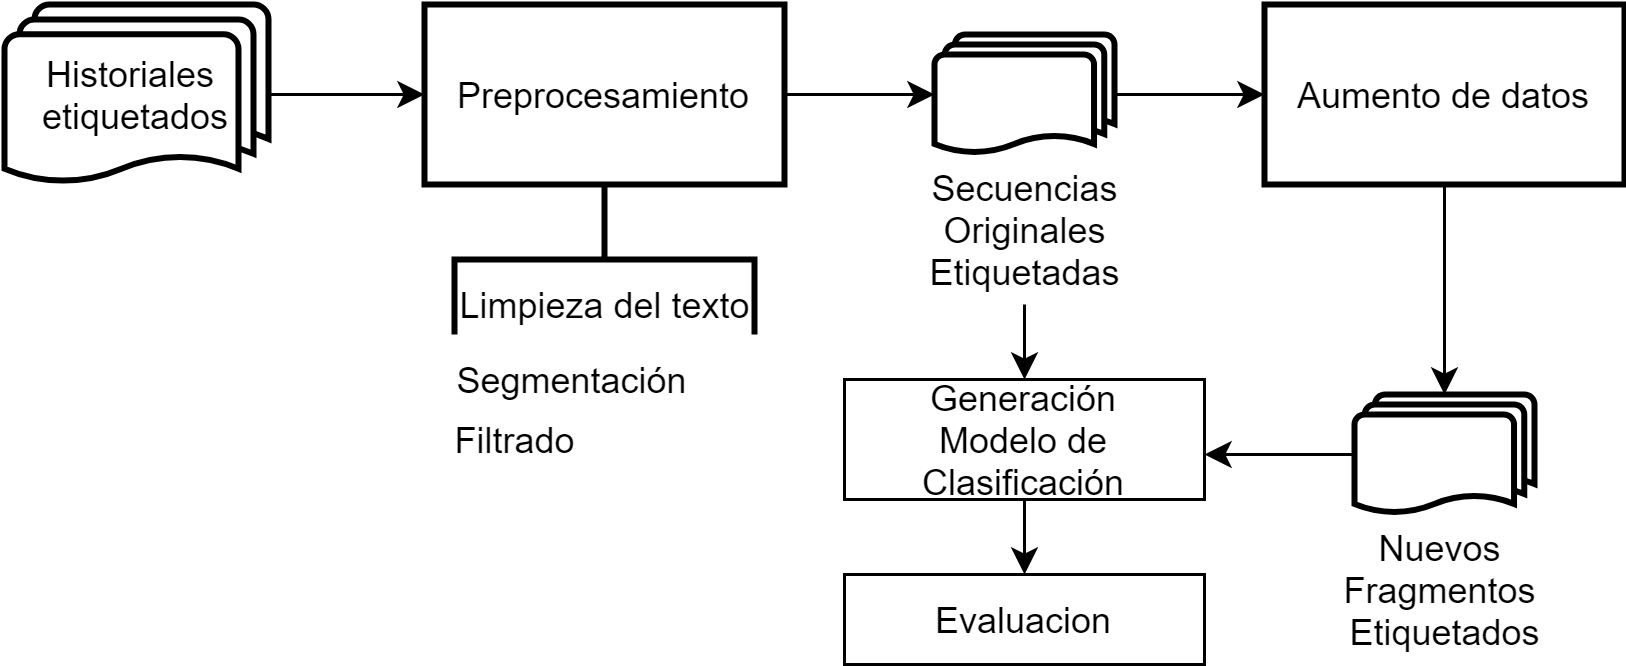 Historiales
etiquetados
Preprocesamiento
Limpieza del texto
Segmentación
Filtrado
Secuencias
Originales
Etiquetadas
Aumento de datos
Generación
Modelo de
Clasificación
Evaluacion
Nuevos
Fragmentos
Etiquetados